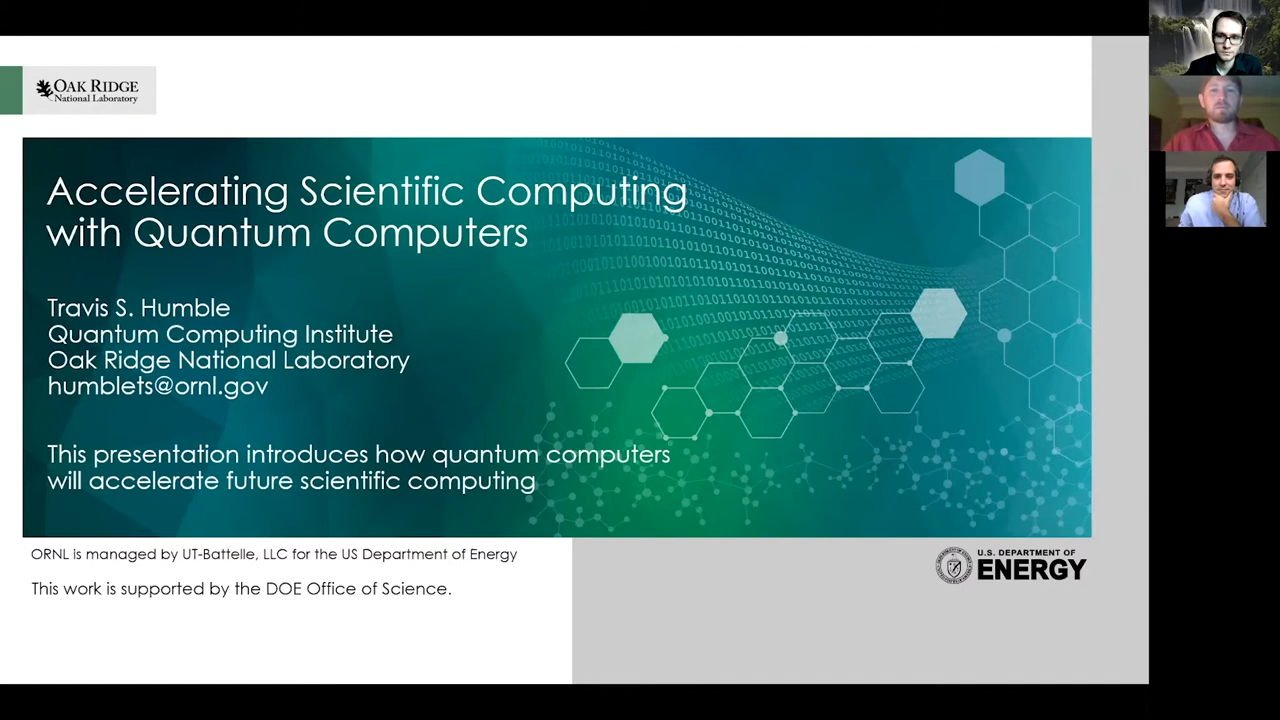 OAK RIDGE
National Laboratory
Accelerating Scientific Computing
with Quantum Computers
Travis S. Humble
Quantum Computing Institute
Oak Ridge National Laboratory
humblets@ornl.gov
This presentation introduces how quantum computers
will accelerate future scientific computing
ORNL is managed by UT-Battelle, LLC for the US Department of Energy
This work is supported by the DOE Office of Science.
U.S. DEPARTMENT OF
ENERGY